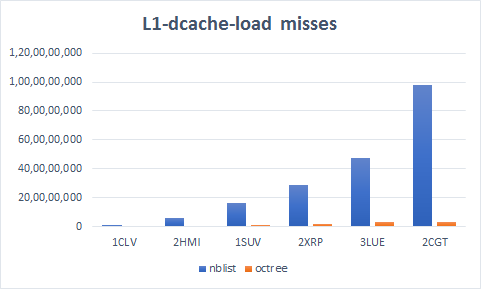 L1-dcache-load misses
1,20,00,00,000
1,00,00,00,000
80,00,00,000
60,00,00,000
40,00,00,000
20,00,00,000
0
1CLV 2HMI 1SUV 2XRP 3LUE 2CGT
nblist octree